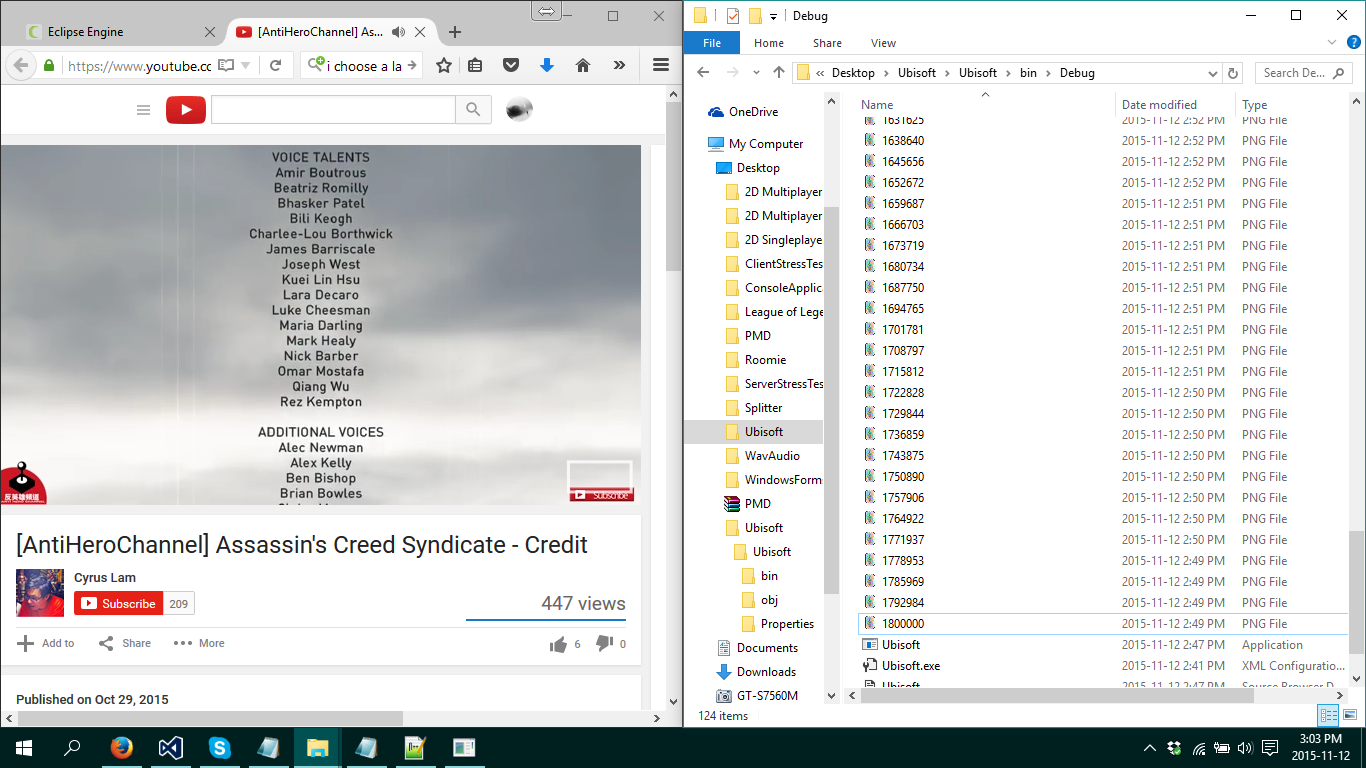 Eclipse Engine
[AntiHeroChannel] As...
https://www.youtube.cc
i choose a la
VOICE TALENTS
Amir Boutrous
Beatriz Romilly
Bhasker Patel
Bili Keogh
Charlee-Lou Borthwick
James Barriscale
Joseph West
Kuei Lin Hsu
Lara Decaro
Luke Cheesman
Maria Darling
Mark Healy
Nick Barber
Omar Mostafa
Qiang Wu
Rez Kempton
ADDITIONAL VOICES
Alec Newman
Alex Kelly
Ben Bishop
Brian Bowles
反英雄頻道
Subscribe
[AntiHeroChannel] Assassin's Creed Syndicate - Credit
Cyrus Lam
Subscribe 209
447 views
Add to Share More 6 0
Published on Oct 29, 2015
Debug
File Home Share View
« Desktop Ubisoft Ubisoft bin Debug
Search De...
OneDrive
My Computer
Desktop
2D Multiplayer
2D Multiplayer
2D Singleplaye
ClientStressTes
ConsoleApplic
League of Lege
PMD
Roomie
ServerStressTes
Splitter
Ubisoft
WavAudio
WindowsForm
PMD
Ubisoft
Ubisoft
bin
obj
Properties
Documents
Downloads
GT-S7560M
Name Date modified Type
1631625 2015-11-12 2:52 PM PNG File
1638640 2015-11-12 2:52 PM PNG File
1645656 2015-11-12 2:52 PM PNG File
1652672 2015-11-12 2:52 PM PNG File
1659687 2015-11-12 2:51 PM PNG File
1666703 2015-11-12 2:51 PM PNG File
1673719 2015-11-12 2:51 PM PNG File
1680734 2015-11-12 2:51 PM PNG File
1687750 2015-11-12 2:51 PM PNG File
1694765 2015-11-12 2:51 PM PNG File
1701781 2015-11-12 2:51 PM PNG File
1708797 2015-11-12 2:51 PM PNG File
1715812 2015-11-12 2:51 PM PNG File
1722828 2015-11-12 2:50 PM PNG File
1729844 2015-11-12 2:50 PM PNG File
1736859 2015-11-12 2:50 PM PNG File
1743875 2015-11-12 2:50 PM PNG File
1750890 2015-11-12 2:50 PM PNG File
1757906 2015-11-12 2:50 PM PNG File
1764922 2015-11-12 2:50 PM PNG File
1771937 2015-11-12 2:50 PM PNG File
1778953 2015-11-12 2:49 PM PNG File
1785969 2015-11-12 2:49 PM PNG File
1792984 2015-11-12 2:49 PM PNG File
1800000 2015-11-12 2:49 PM PNG File
Ubisoft 2015-11-12 2:47 PM Application
Ubisoft.exe 2015-11-12 2:41 PM XML Configuratio...
Ubisoft 2015-11-12 2:47 PM Source Browser D
124 items
3:03 PM
2015-11-12